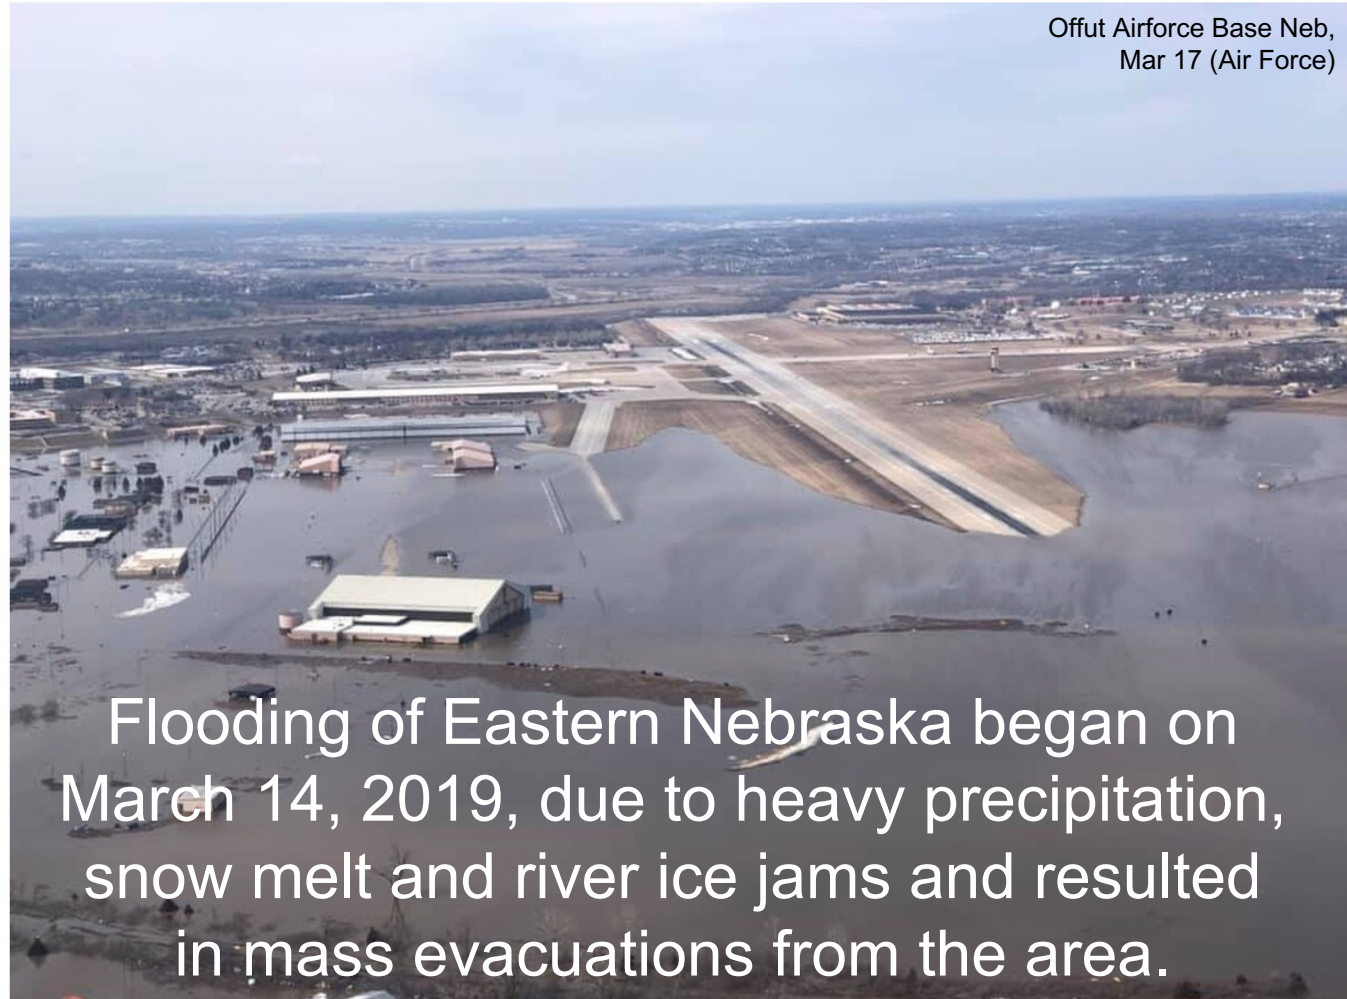 Offut Airforce Base Neb,
Mar 17 (Air Force)
Flooding of Eastern Nebraska began on
March 14, 2019, due to heavy precipitation,
snow melt and river ice jams and resulted
in mass evacuations from the area.